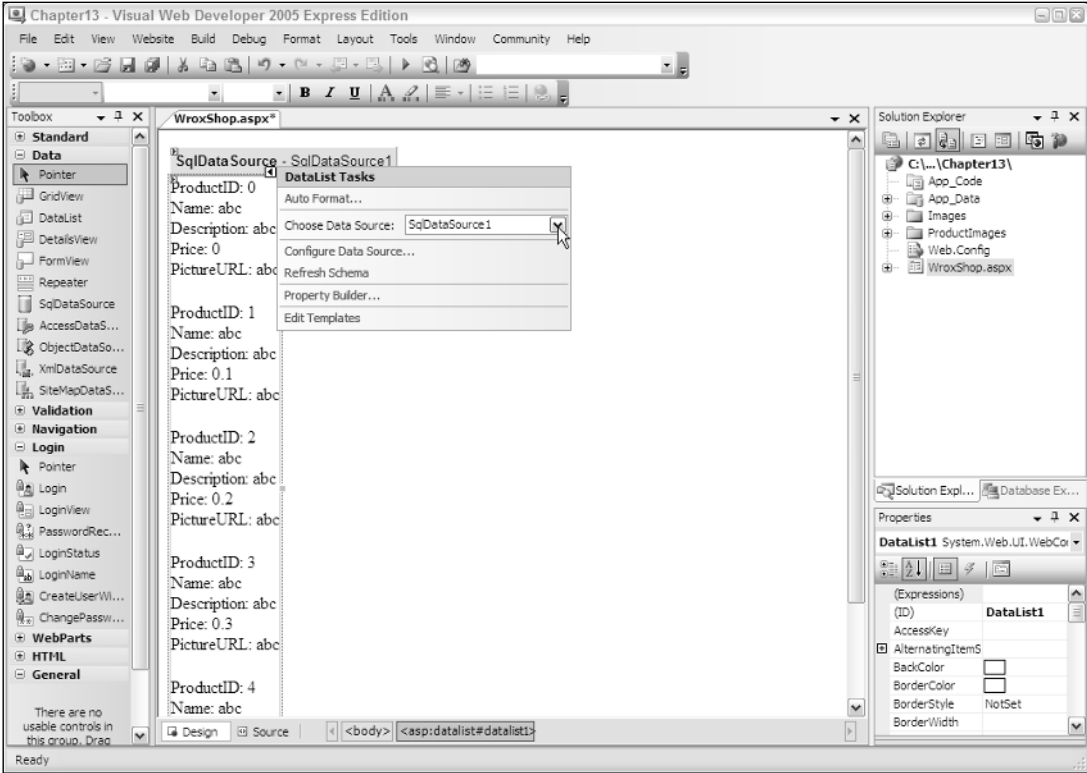 Chapter13 - Visual Web Developer 2005 Express Edition
File Edit View Website Build Debug Format Layout Tools Window Community Help
B I U A
Toolbox
Standard
Data
Pointer
GridView
DataList
DetailsView
FormView
Repeater
SqlDataSource
AccessDataS...
ObjectDataSo...
XmlDataSource
SiteMapDataS...
Validation
Navigation
Login
Pointer
Login
LoginView
PasswordRec...
LoginStatus
LoginName
CreateUserWi...
ChangePassw...
WebParts
HTML
General
There are no
usable controls in
this group. Drag
WroxShop.aspx*
SqlDataSource - SqlDataSource1
ProductID: 0
Name: abc
Description: abc
Price: 0
PictureURL: abc
ProductID: 1
Name: abc
Description: abc
Price: 0.1
PictureURL: abc
ProductID: 2
Name: abc
Description: abc
Price: 0.2
PictureURL: abc
ProductID: 3
Name: abc
Description: abc
Price: 0.3
PictureURL: abc
ProductID: 4
Name: abc
DataList Tasks
Auto Format...
Choose Data Source: SqlDataSource1
Configure Data Source...
Refresh Schema
Property Builder...
Edit Templates
Design Source <body> <asp:datalist#datalist1>
Solution Explorer
C:\...\Chapter13\
App_Code
App_Data
Images
ProductImages
Web.Config
WroxShop.aspx
Solution Expl... Database Ex...
Properties
DataList1 System.Web.UI.WebCor
(Expressions)
(ID) DataList1
AccessKey
AlternatingItemS
BackColor
BorderColor
BorderStyle NotSet
BorderWidth
Ready